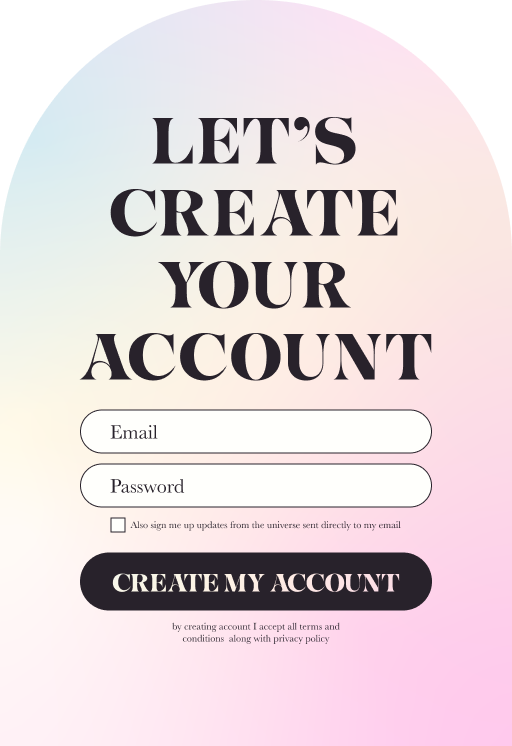 LET’S
CREATE
YOUR
ACCOUNT
Email
Password
Also sign me up updates from the universe sent directly to my email
CREATE MY ACCOUNT
by creating account I accept all terms and
conditions along with privacy policy